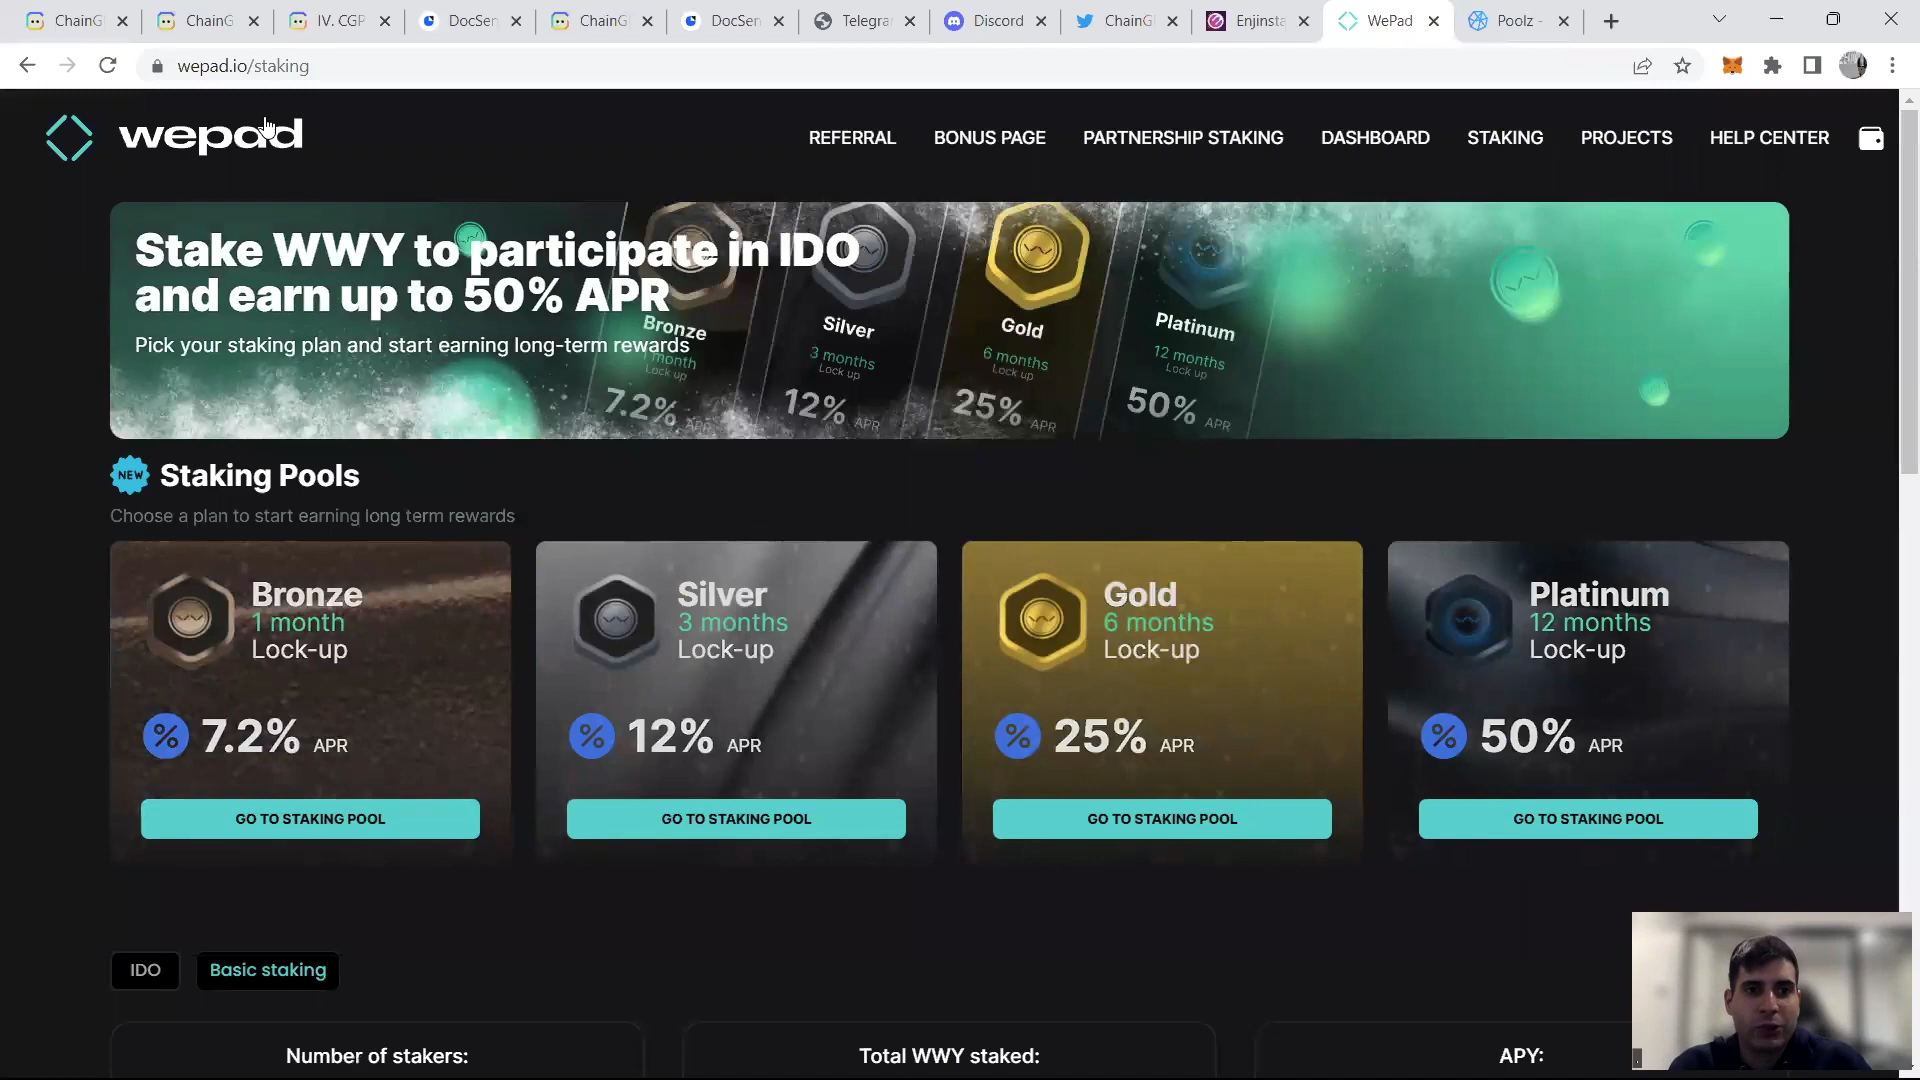 ChainG
ChainG
IV. CGP
DocSen
ChainG
DocSen
Telegra
Discord
ChainG
Enjinsta
WePad
Poolz -
wepad.io/staking
wepad
REFERRAL
BONUS PAGE
PARTNERSHIP STAKING
DASHBOARD
STAKING
PROJECTS
HELP CENTER
Stake WWY to participate in IDO
and earn up to 50% APR
Pick your staking plan and start earning long-term rewards
Bronze
1 month
Lock up
7.2% APR
Silver
3 months
Lock up
12% APR
Gold
6 months
Lock up
25% APR
Platinum
12 months
Lock up
50% APR
NEW
Staking Pools
Choose a plan to start earning long term rewards
Bronze
1 month
Lock-up
% 7.2% APR
GO TO STAKING POOL
Silver
3 months
Lock-up
% 12% APR
GO TO STAKING POOL
Gold
6 months
Lock-up
% 25% APR
GO TO STAKING POOL
Platinum
12 months
Lock-up
% 50% APR
GO TO STAKING POOL
IDO
Basic staking
Number of stakers:
Total WWY staked:
APY: